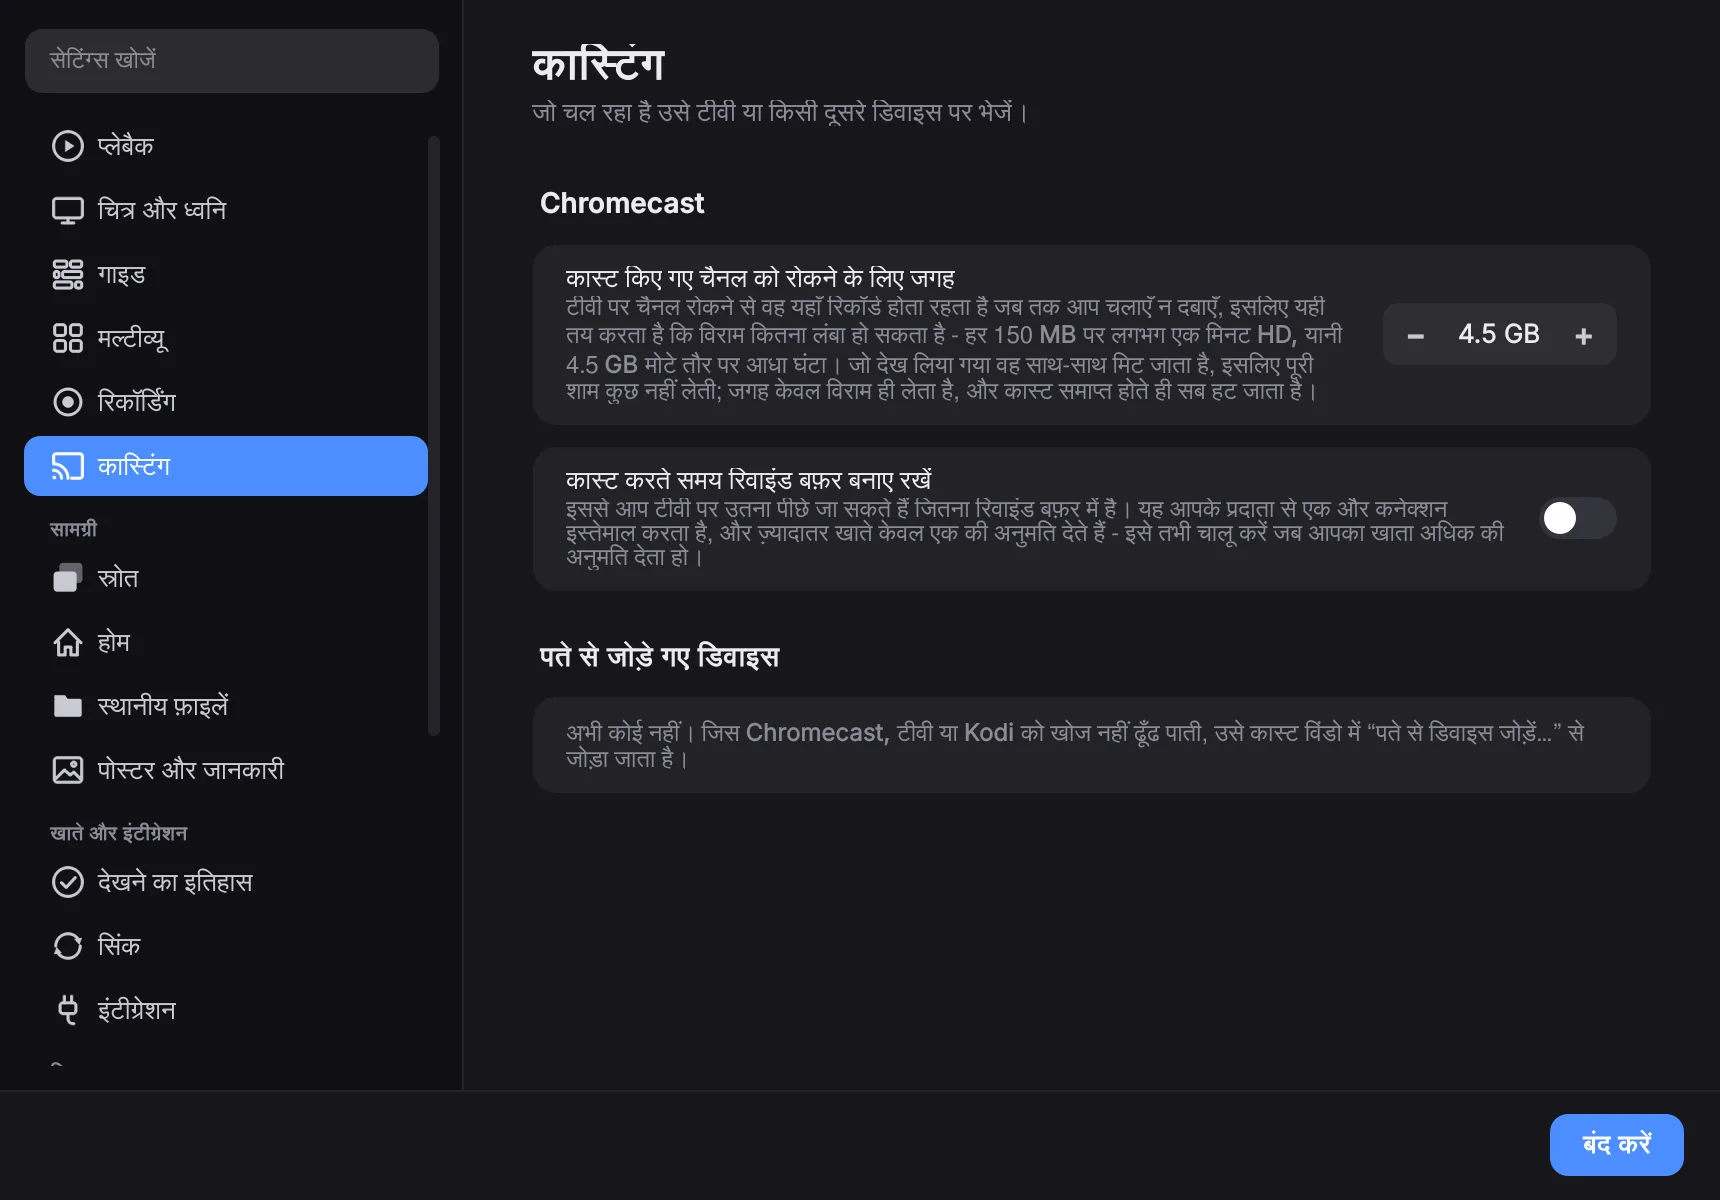 सेटिंग्स खोजें
प्लेबैक
चित्र और ध्वनि
गाइड
मल्टीव्यू
रिकॉर्डिंग
कास्टिंग
सामग्री
स्रोत
होम
स्थानीय फ़ाइलें
पोस्टर और जानकारी
खाते और इंटीग्रेशन
देखने का इतिहास
सिंक
इंटीग्रेशन
कास्टिंग
जो चल रहा है उसे टीवी या किसी दूसरे डिवाइस पर भेजें।
Chromecast
कास्ट किए गए चैनल को रोकने के लिए जगह
टीवी पर चैनल रोकने से वह यहाँ रिकॉर्ड होता रहता है जब तक आप चलाएँ न दबाएँ, इसलिए यही
तय करता है कि विराम कितना लंबा हो सकता है - हर 150 MB पर लगभग एक मिनट HD, यानी
4.5 GB मोटे तौर पर आधा घंटा। जो देख लिया गया वह साथ-साथ मिट जाता है, इसलिए पूरी
शाम कुछ नहीं लेती; जगह केवल विराम ही लेता है, और कास्ट समाप्त होते ही सब हट जाता है।
− 4.5 GB +
कास्ट करते समय रिवाइंड बफ़र बनाए रखें
इससे आप टीवी पर उतना पीछे जा सकते हैं जितना रिवाइंड बफ़र में है। यह आपके प्रदाता से एक और कनेक्शन
इस्तेमाल करता है, और ज़्यादातर खाते केवल एक की अनुमति देते हैं - इसे तभी चालू करें जब आपका खाता अधिक की
अनुमति देता हो।
पते से जोड़े गए डिवाइस
अभी कोई नहीं। जिस Chromecast, टीवी या Kodi को खोज नहीं ढूँढ पाती, उसे कास्ट विंडो में “पते से डिवाइस जोड़ें…” से
जोड़ा जाता है।
बंद करें